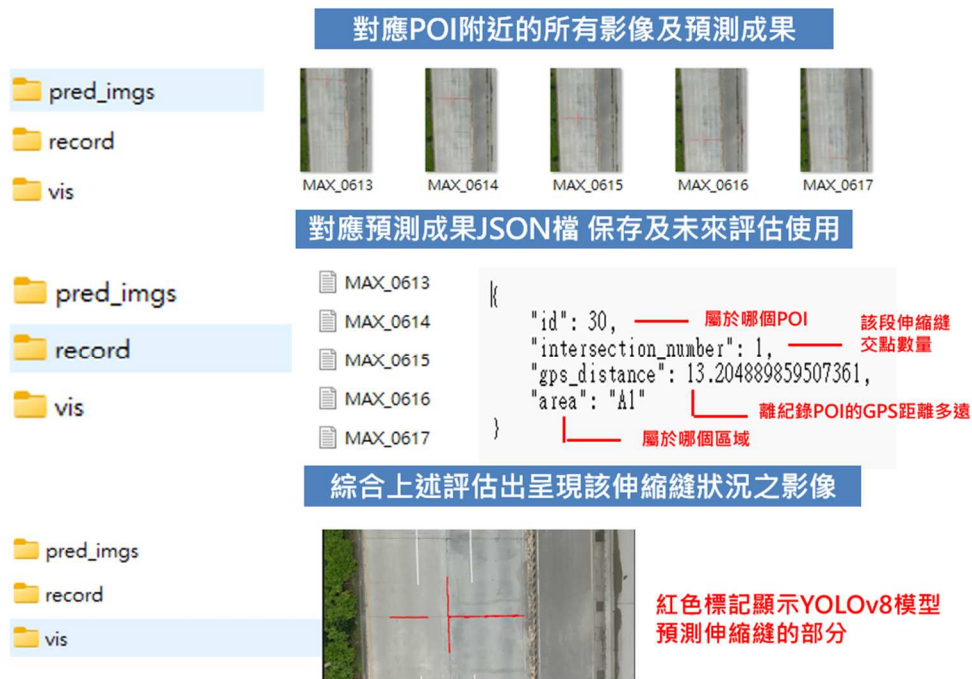 對應POI附近的所有影像及預測成果
pred_imgs
record
vis
MAX_0613
MAX_0614
MAX_0615
MAX_0616
MAX_0617
對應預測成果JSON檔 保存及未來評估使用
pred_imgs
record
vis
MAX_0613
MAX_0614
MAX_0615
MAX_0616
MAX_0617
{
"id": 30,
屬於哪個POI
"intersection_number": 1,
該段伸縮縫
交點數量
"gps_distance": 13.204889859507361,
離紀錄POI的GPS距離多遠
"area": "A1"
屬於哪個區域
}
綜合上述評估出呈現該伸縮縫狀況之影像
pred_imgs
record
vis
紅色標記顯示YOLOv8模型
預測伸縮縫的部分